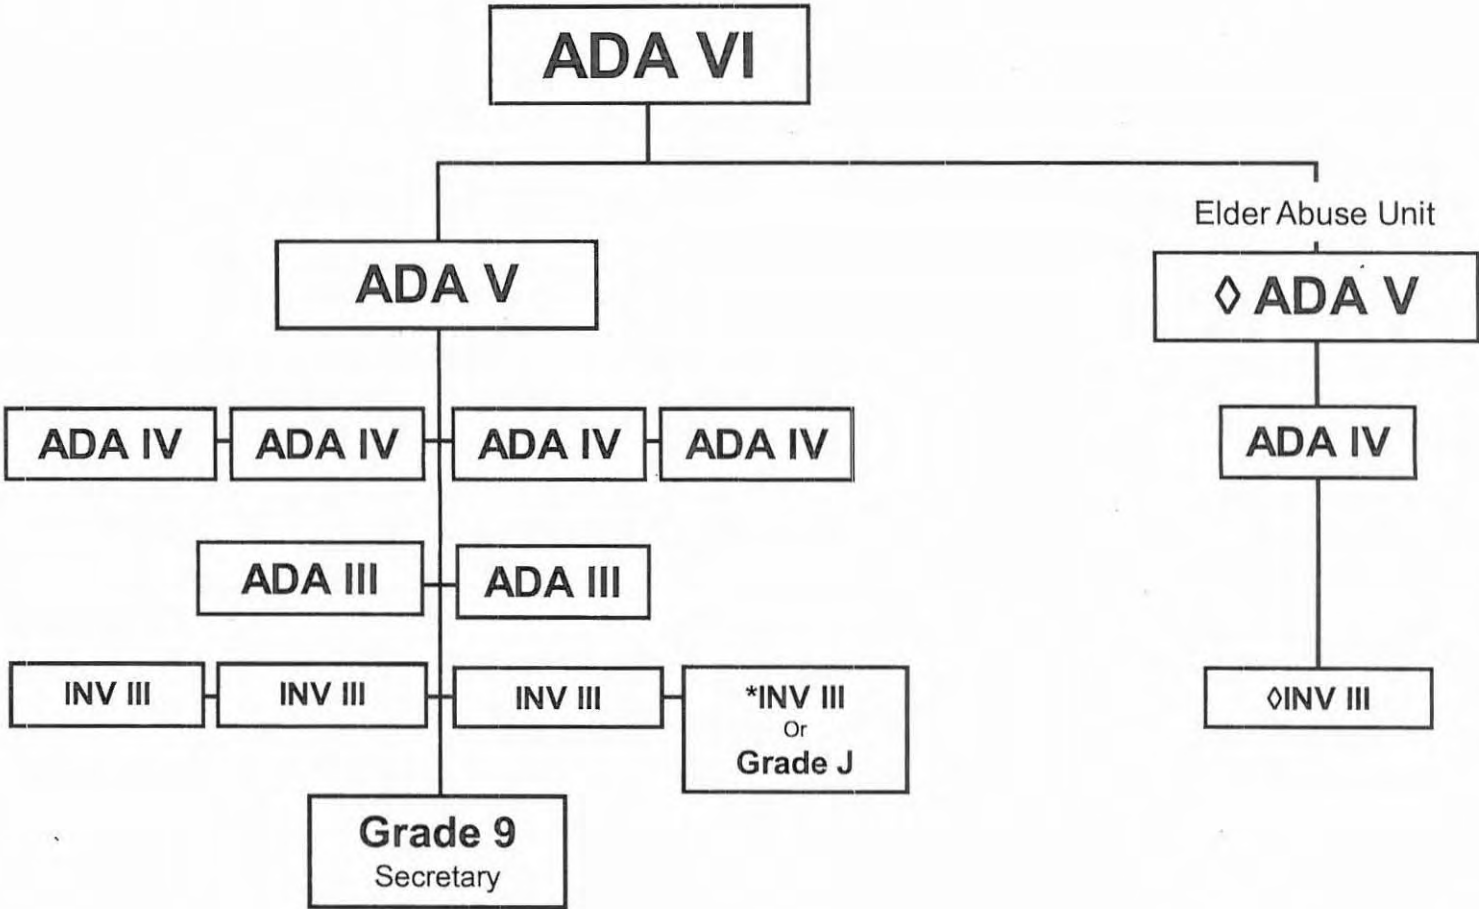 ADA VI
Elder Abuse Unit
ADA V
◊ ADA V
ADA IV
ADA IV
ADA IV
ADA IV
ADA IV
ADA III
ADA III
INV III
INV III
INV III
*INV III
Or
Grade J
◊INV III
Grade 9
Secretary